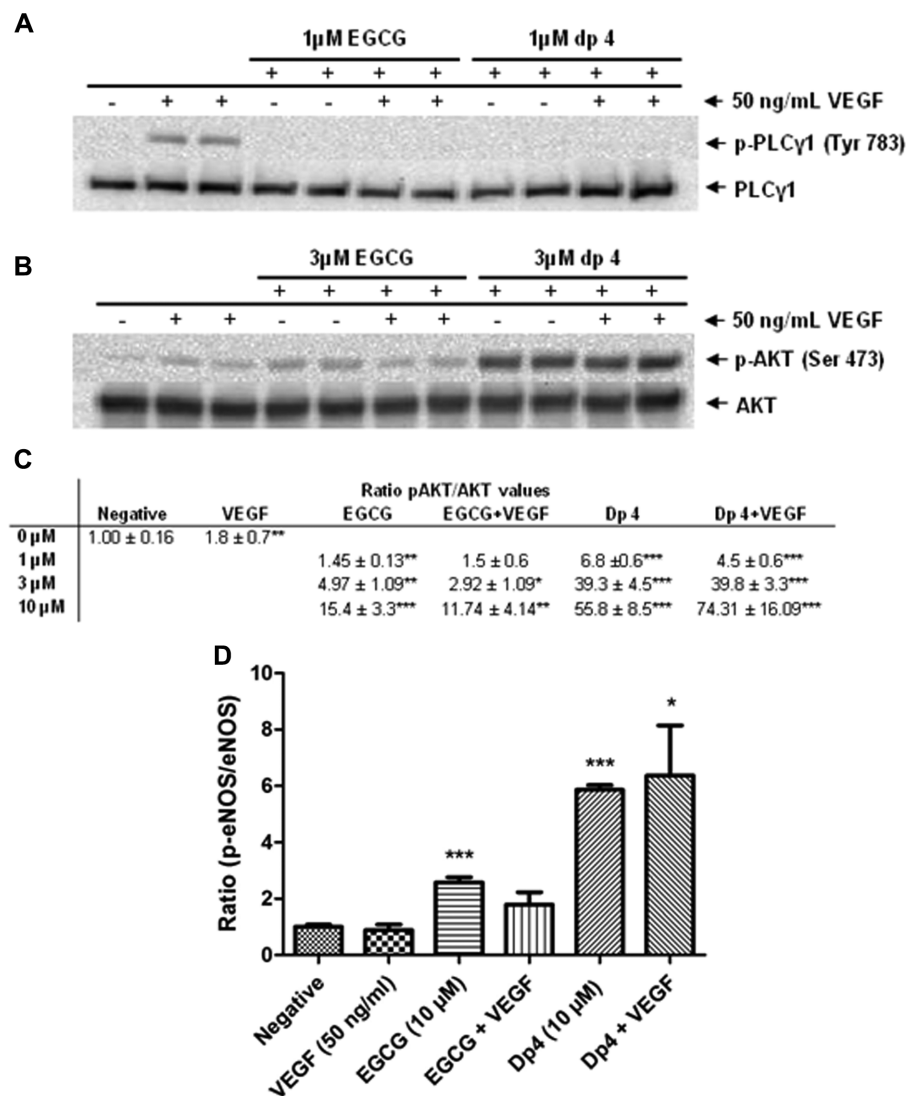 A
1µM EGCG 1µM dp 4
+ + + + + + + +
- + + - - + + - - + + 50 ng/mL VEGF
p-PLCγ1 (Tyr 783)
PLCγ1
B
3µM EGCG 3µM dp 4
+ + + + + + + +
- + + - - + + - - + + 50 ng/mL VEGF
p-AKT (Ser 473)
AKT
C
Ratio pAKT/AKT values
Negative VEGF EGCG EGCG+VEGF Dp 4 Dp 4+VEGF
0 µM 1.00 ± 0.16 1.8 ± 0.7**
1 µM 1.45 ± 0.13** 1.5 ± 0.6 6.8 ±0.6*** 4.5 ± 0.6***
3 µM 4.97 ± 1.09** 2.92 ± 1.09* 39.3 ± 4.5*** 39.8 ± 3.3***
10 µM 15.4 ± 3.3*** 11.74 ± 4.14** 55.8 ± 8.5*** 74.31 ± 16.09***
D
Ratio (p-eNOS/eNOS)
10
8
6
4
2
0
***
***
*
Negative
VEGF (50 ng/ml)
EGCG (10 µM)
EGCG + VEGF
Dp4 (10 µM)
Dp4 + VEGF